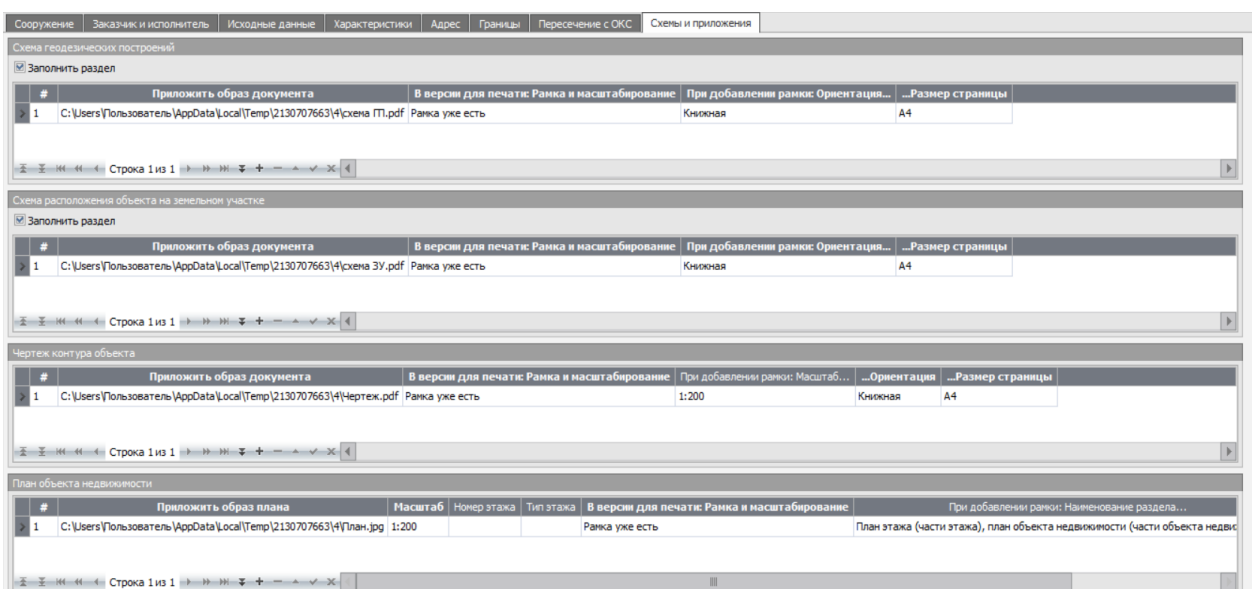 Сооружение Заказчик и исполнитель Исходные данные Характеристики Адрес Границы Пересечение с ОКС Схемы и приложения
Схема геодезических построений
Заполнить раздел
# Приложить образ документа В версии для печати: Рамка и масштабирование При добавлении рамки: Ориентация... ...Размер страницы
1 C:\Users\Пользователь\AppData\Local\Temp\2130707663\4\схема ГП.pdf Рамка уже есть Книжная A4
Строка 1 из 1
Схема расположения объекта на земельном участке
Заполнить раздел
# Приложить образ документа В версии для печати: Рамка и масштабирование При добавлении рамки: Ориентация... ...Размер страницы
1 C:\Users\Пользователь\AppData\Local\Temp\2130707663\4\схема ЗУ.pdf Рамка уже есть Книжная A4
Строка 1 из 1
Чертеж контура объекта
# Приложить образ документа В версии для печати: Рамка и масштабирование При добавлении рамки: Масштаб... ...Ориентация ...Размер страницы
1 C:\Users\Пользователь\AppData\Local\Temp\2130707663\4\Чертеж.pdf Рамка уже есть 1:200 Книжная A4
Строка 1 из 1
План объекта недвижимости
# Приложить образ плана Масштаб Номер этажа Тип этажа В версии для печати: Рамка и масштабирование При добавлении рамки: Наименование раздела...
1 C:\Users\Пользователь\AppData\Local\Temp\2130707663\4\План.jpg 1:200 Рамка уже есть План этажа (части этажа), план объекта недвижимости (части объекта недви
Строка 1 из 1